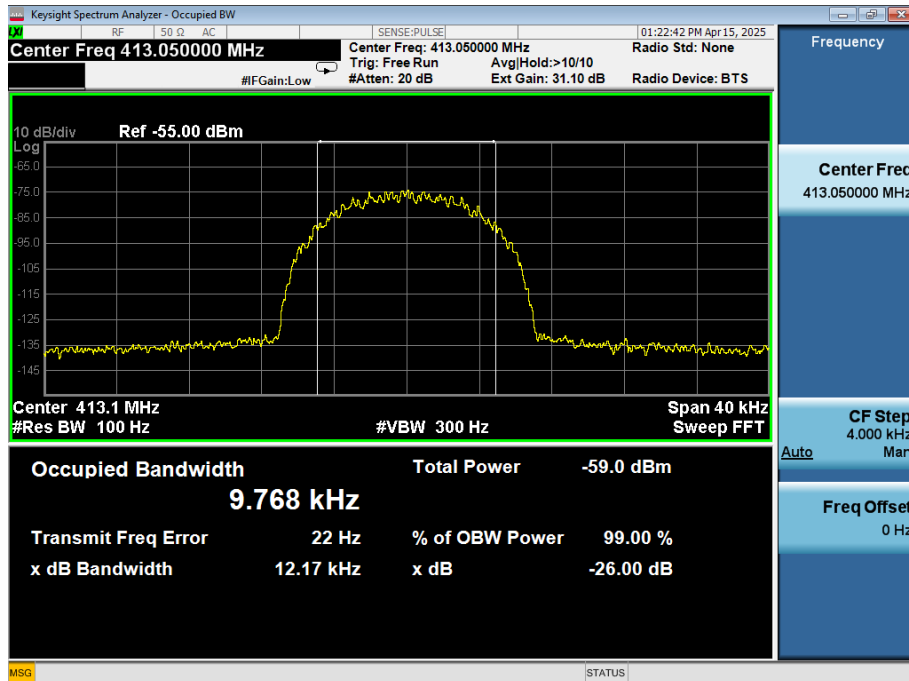 Keysight Spectrum Analyzer - Occupied BW
LXI RF 50 Ω AC SENSE:PULSE 01:22:42 PM Apr 15, 2025
Center Freq 413.050000 MHz
Center Freq: 413.050000 MHz Radio Std: None
Trig: Free Run Avg|Hold:>10/10
#IFGain:Low #Atten: 20 dB Ext Gain: 31.10 dB Radio Device: BTS
10 dB/div Ref -55.00 dBm
Log
-65.0
-75.0
-85.0
-95.0
-105
-115
-125
-135
-145
Center 413.1 MHz Span 40 kHz
#Res BW 100 Hz #VBW 300 Hz Sweep FFT
Occupied Bandwidth Total Power -59.0 dBm
9.768 kHz
Transmit Freq Error 22 Hz % of OBW Power 99.00 %
x dB Bandwidth 12.17 kHz x dB -26.00 dB
Frequency
Center Freq
413.050000 MHz
CF Step
4.000 kHz
Auto Man
Freq Offset
0 Hz
MSG STATUS